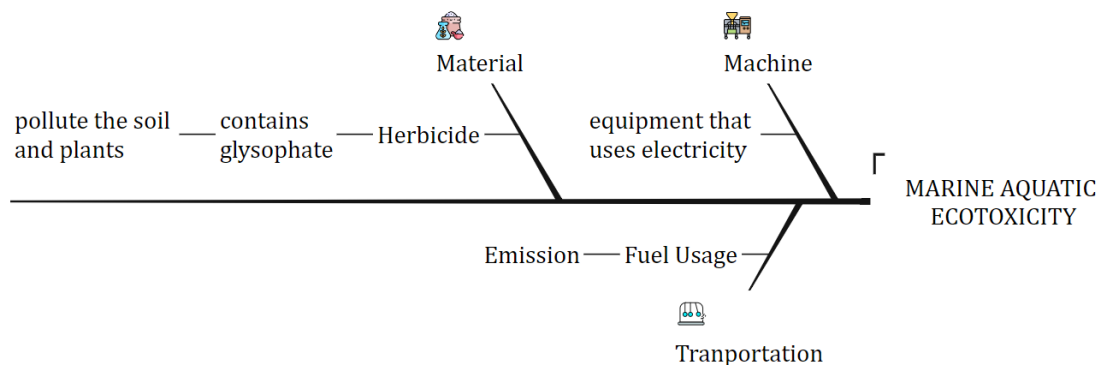 Material
Machine
pollute the soil
and plants
contains
glysophate
Herbicide
equipment that
uses electricity
MARINE AQUATIC
ECOTOXICITY
Emission
Fuel Usage
Tranportation